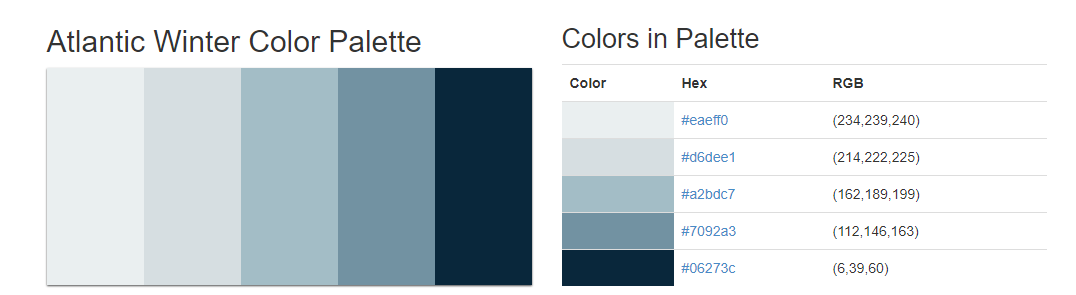 Atlantic Winter Color Palette
Colors in Palette
Color Hex RGB
#eaeff0 (234,239,240)
#d6dee1 (214,222,225)
#a2bdc7 (162,189,199)
#7092a3 (112,146,163)
#06273c (6,39,60)